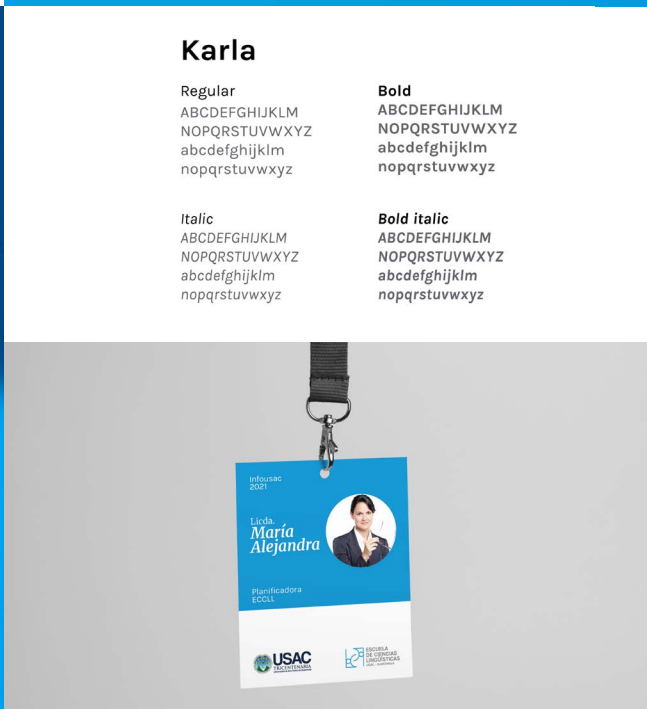 Karla
Regular
ABCDEFGHIJKLM
NOPQRSTUVWXYZ
abcdefghijklm
nopqrstuvwxyz
Bold
ABCDEFGHIJKLM
NOPQRSTUVWXYZ
abcdefghijklm
nopqrstuvwxyz
Italic
ABCDEFGHIJKLM
NOPQRSTUVWXYZ
abcdefghijklm
nopqrstuvwxyz
Bold italic
ABCDEFGHIJKLM
NOPQRSTUVWXYZ
abcdefghijklm
nopqrstuvwxyz
Infousac
2021
Licda.
María
Alejandra
Planificadora
ECCLL
USAC
TRICENTENARIA
ESCUELA
DE CIENCIAS
LINGÜÍSTICAS